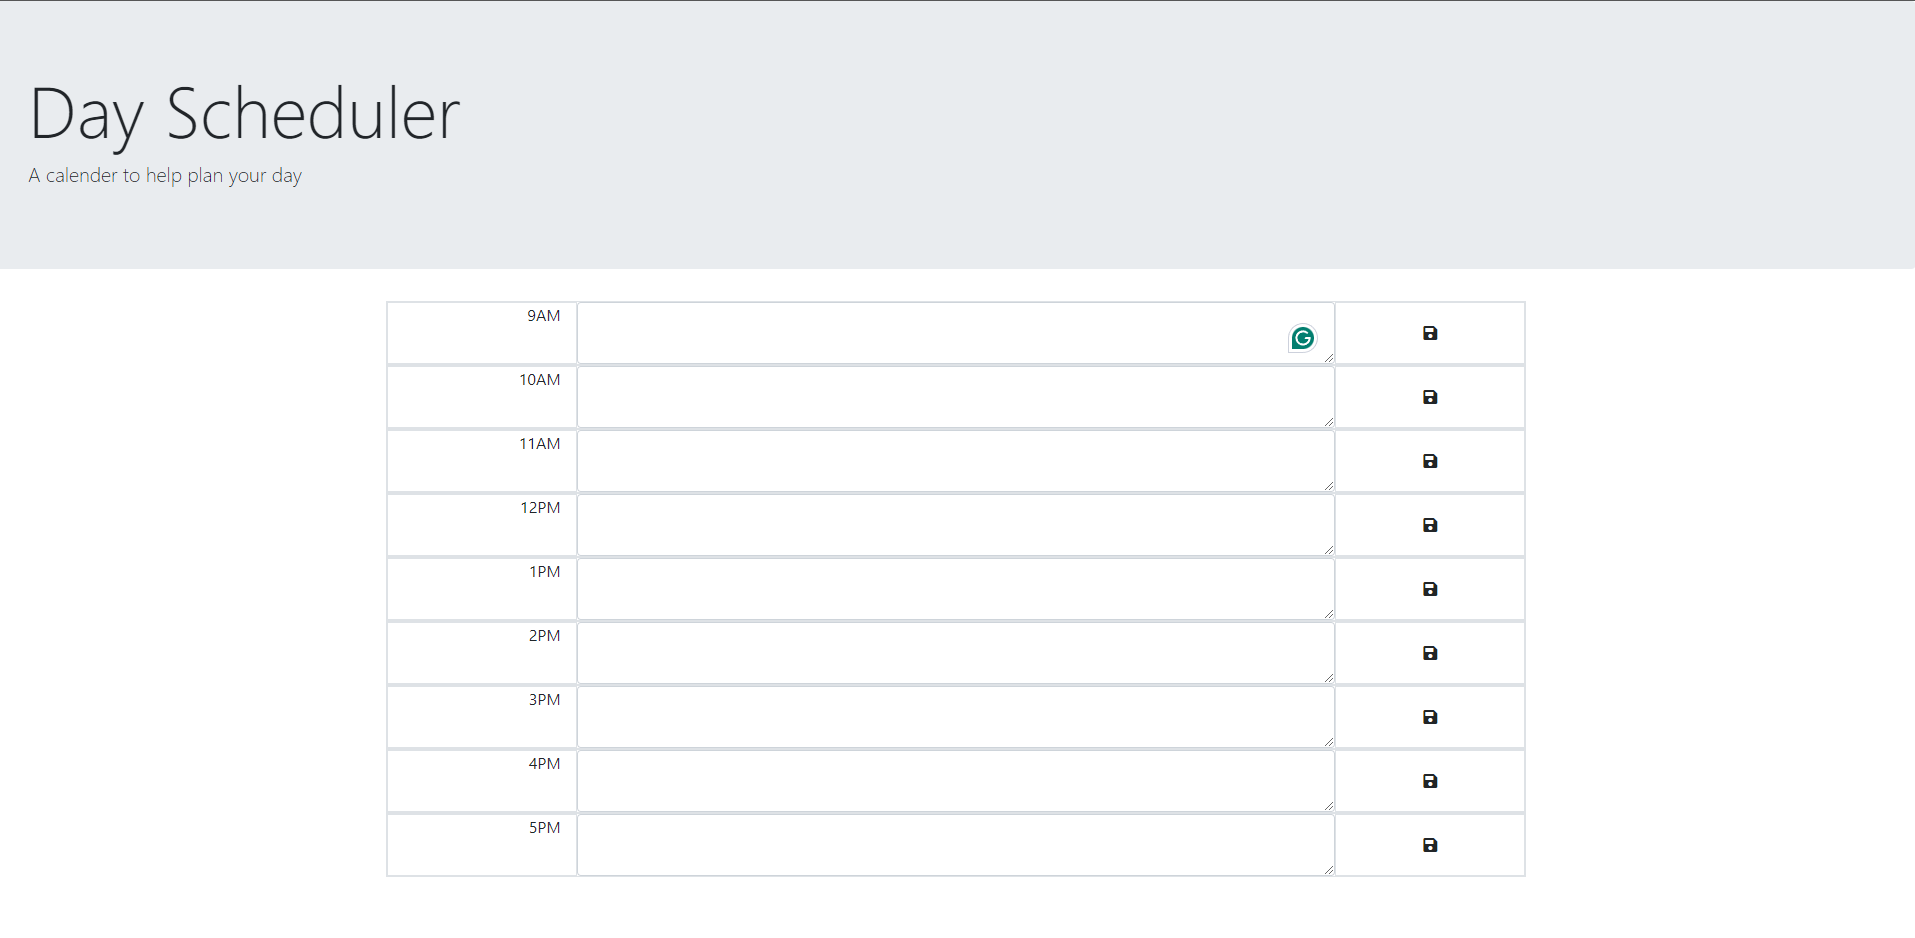 Day Scheduler
A calender to help plan your day
9AM
10AM
11AM
12PM
1PM
2PM
3PM
4PM
5PM